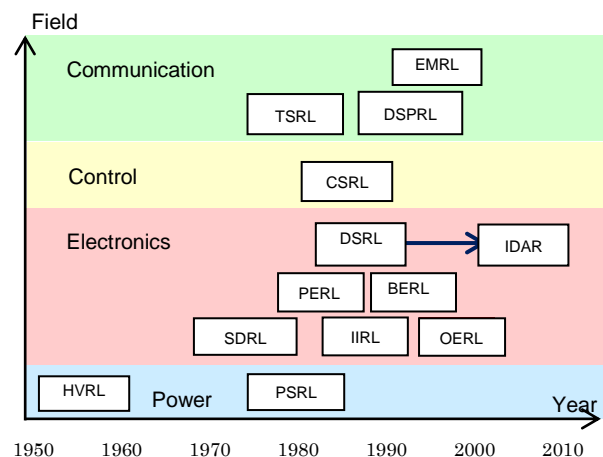 Field
Communication
EMRL
TSRL
DSPRL
Control
CSRL
Electronics
DSRL
IDAR
PERL
BERL
SDRL
IIRL
OERL
HVRL
Power
PSRL
Year
1950 1960 1970 1980 1990 2000 2010